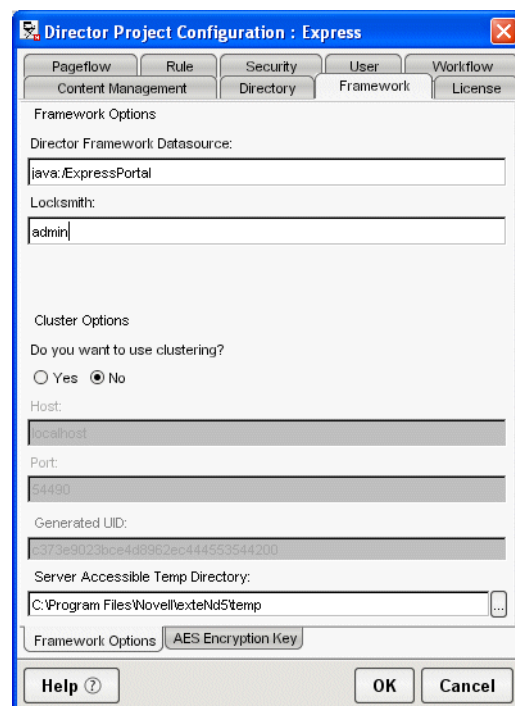 Director Project Configuration : Express
Pageflow Rule Security User Workflow
Content Management Directory Framework License
Framework Options
Director Framework Datasource:
java:/ExpressPortal
Locksmith:
admin
Cluster Options
Do you want to use clustering?
Yes No
Host:
localhost
Port:
54490
Generated UID:
c373e9023bce4d8962ec444553544200
Server Accessible Temp Directory:
C:\Program Files\Novell\exteNd5\temp
...
Framework Options AES Encryption Key
Help ? OK Cancel